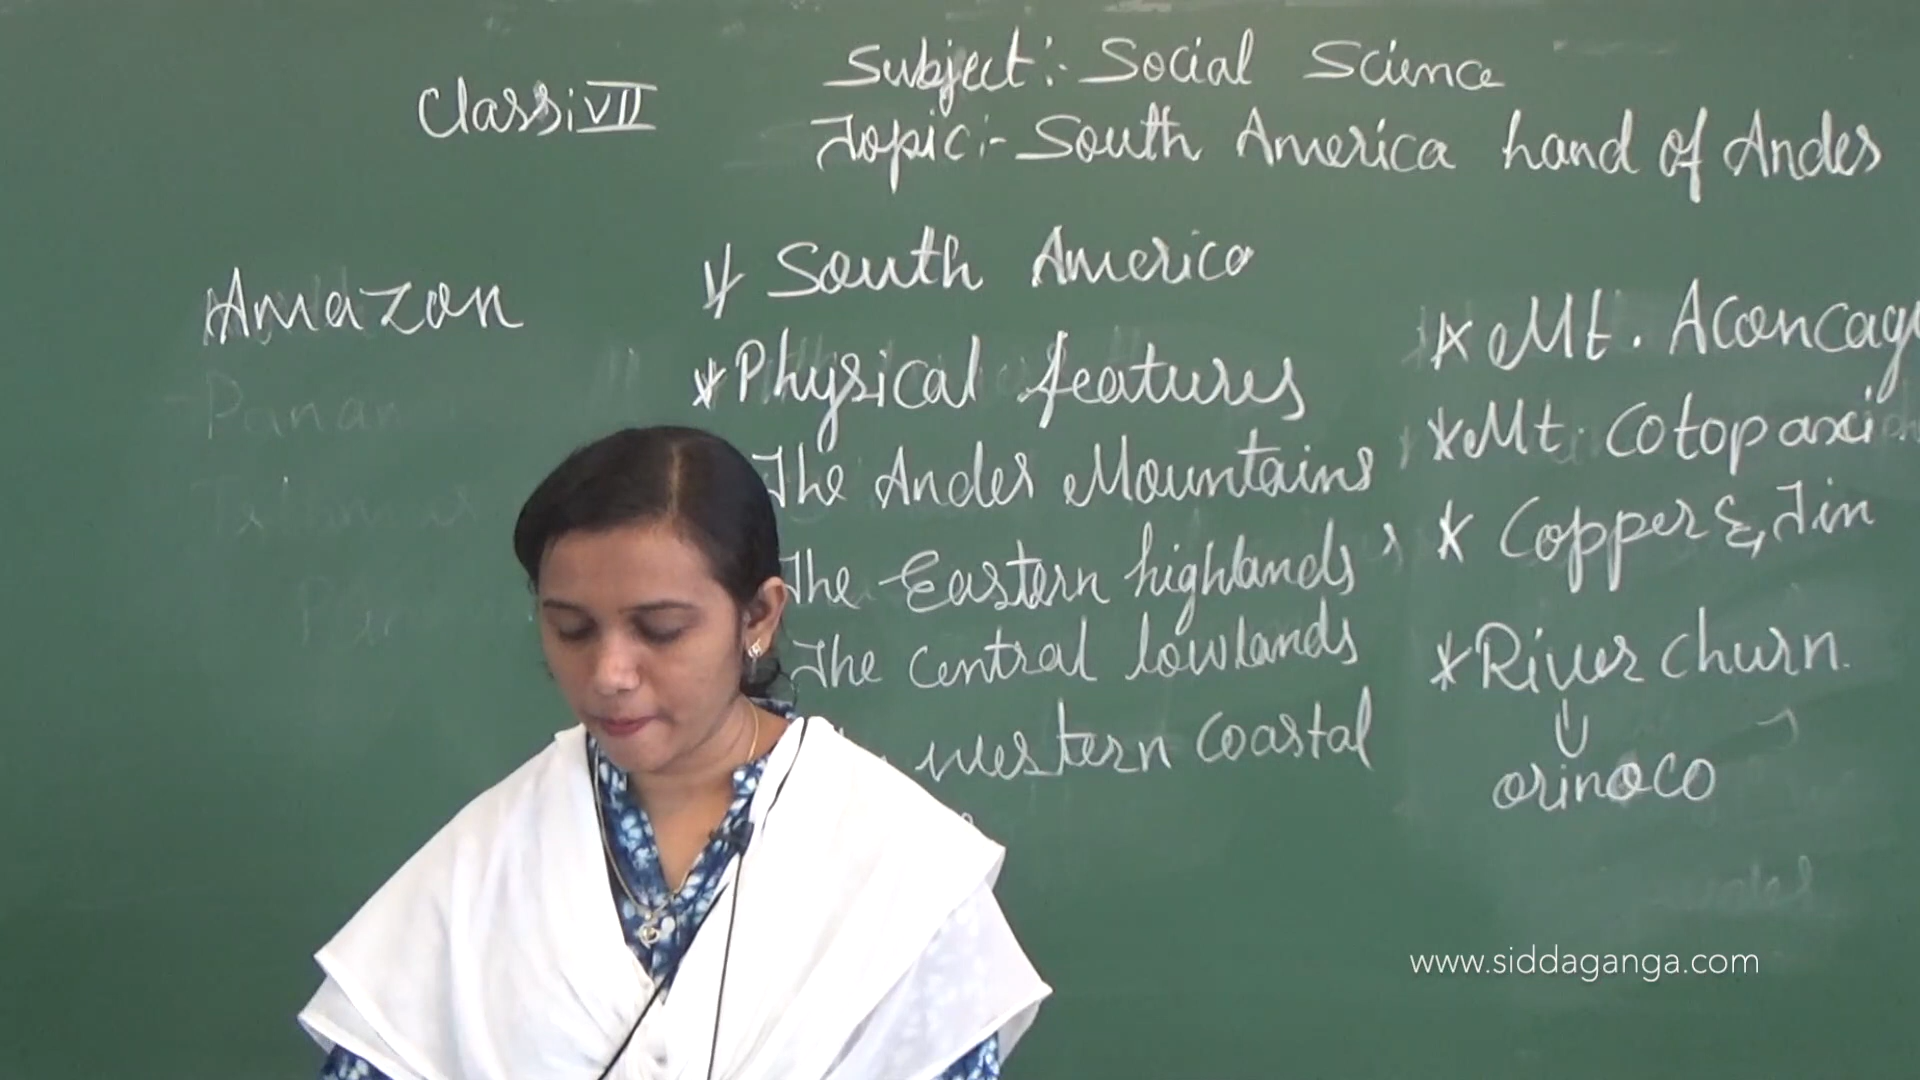 Class:VII
Subject:- Social Science
Topic:- South America Land of Andes
Amazon
* South America
* Physical features
The Andes Mountains
The Eastern highlands
The central lowlands
western coastal
* Mt. Aconcag
* Mt. Cotopaxi
* Copper & Tin
* River churn.
orinoco
www.siddaganga.com